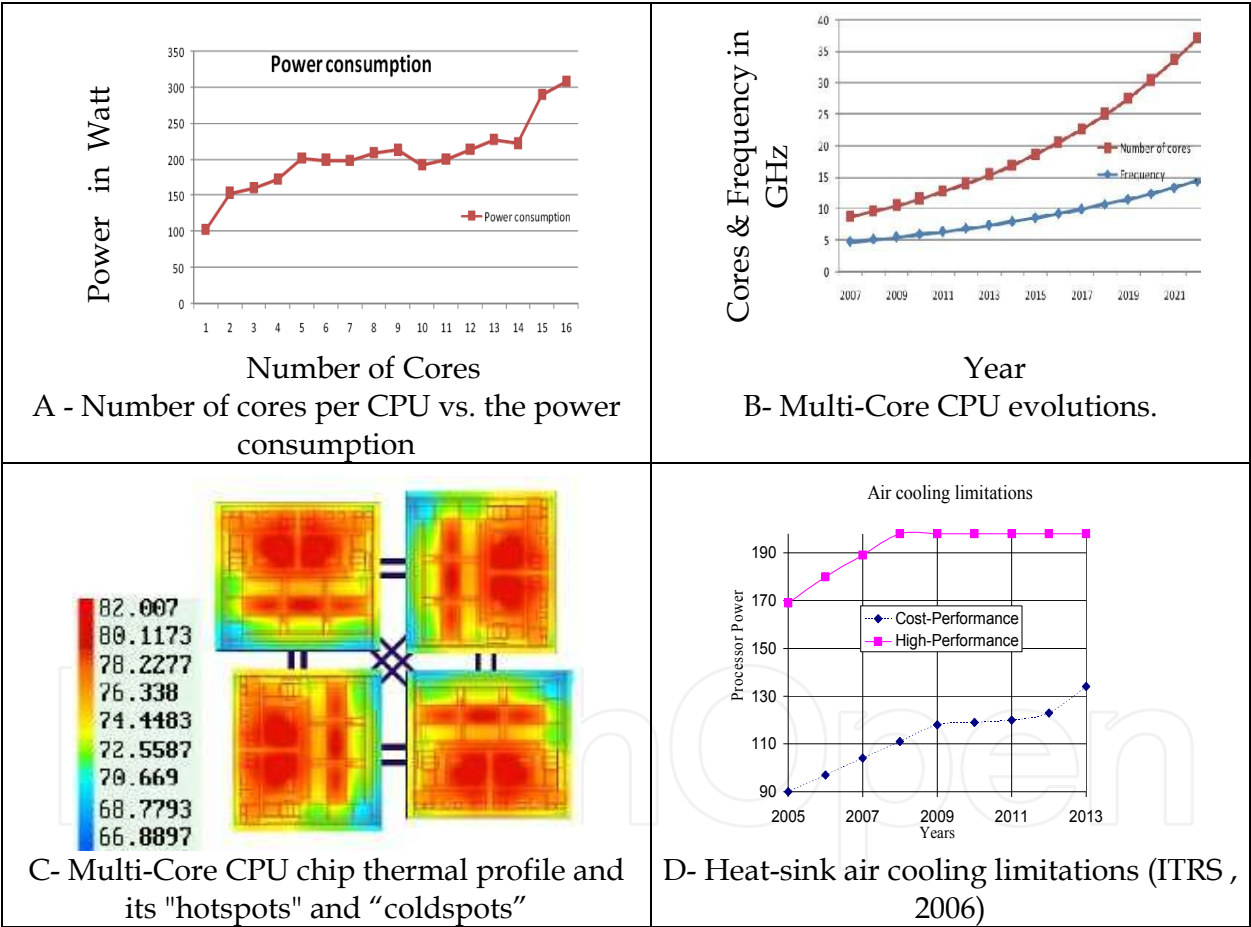 Power consumption
Power in Watt
350
300
250
200
150
100
50
0
Power consumption
1 2 3 4 5 6 7 8 9 10 11 12 13 14 15 16
Number of Cores
A - Number of cores per CPU vs. the power
consumption
Cores & Frequency in
GHz
40
35
30
25
20
15
10
5
0
Number of cores
Frequency
2007 2009 2011 2013 2015 2017 2019 2021
Year
B- Multi-Core CPU evolutions.
82.007
80.1173
78.2277
76.338
74.4483
72.5587
70.669
68.7793
66.8897
C- Multi-Core CPU chip thermal profile and
its "hotspots" and “coldspots”
Air cooling limitations
Processor Power
190
170
150
130
110
90
Cost-Performance
High-Performance
2005 2007 2009 2011 2013
Years
D- Heat-sink air cooling limitations (ITRS ,
2006)